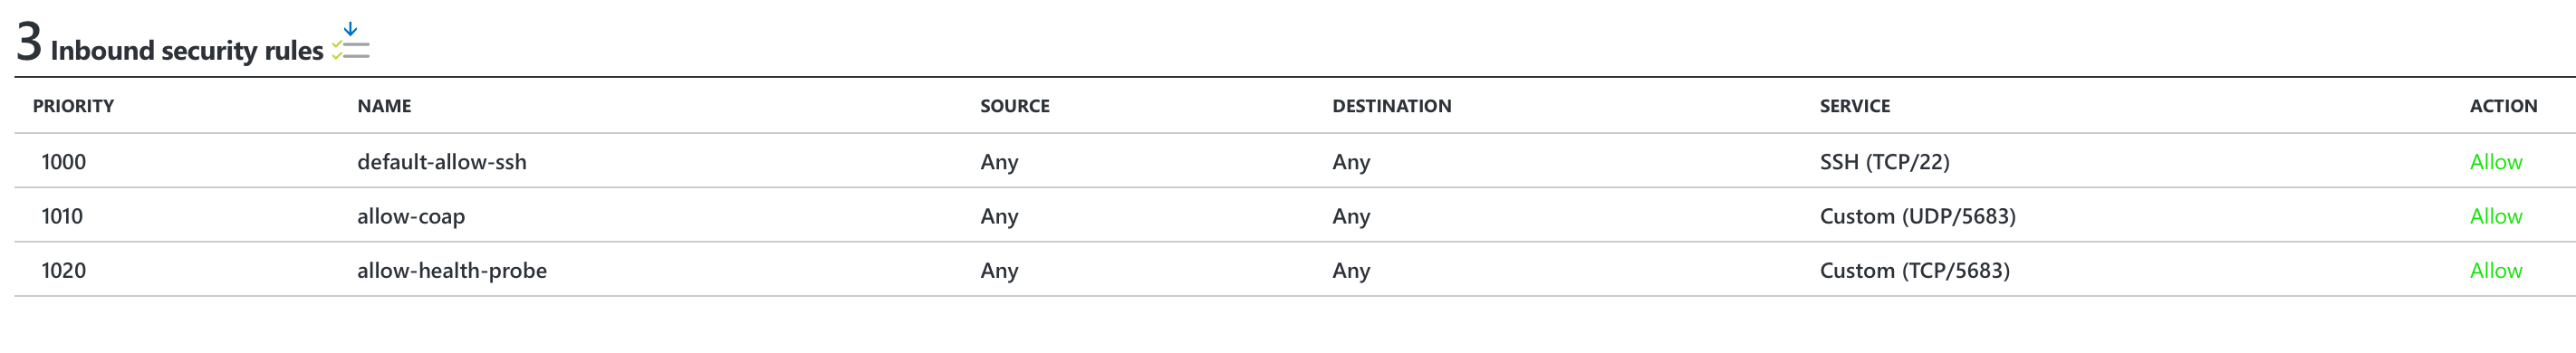 3 Inbound security rules
PRIORITY NAME SOURCE DESTINATION SERVICE ACTION
1000 default-allow-ssh Any Any SSH (TCP/22) Allow
1010 allow-coap Any Any Custom (UDP/5683) Allow
1020 allow-health-probe Any Any Custom (TCP/5683) Allow